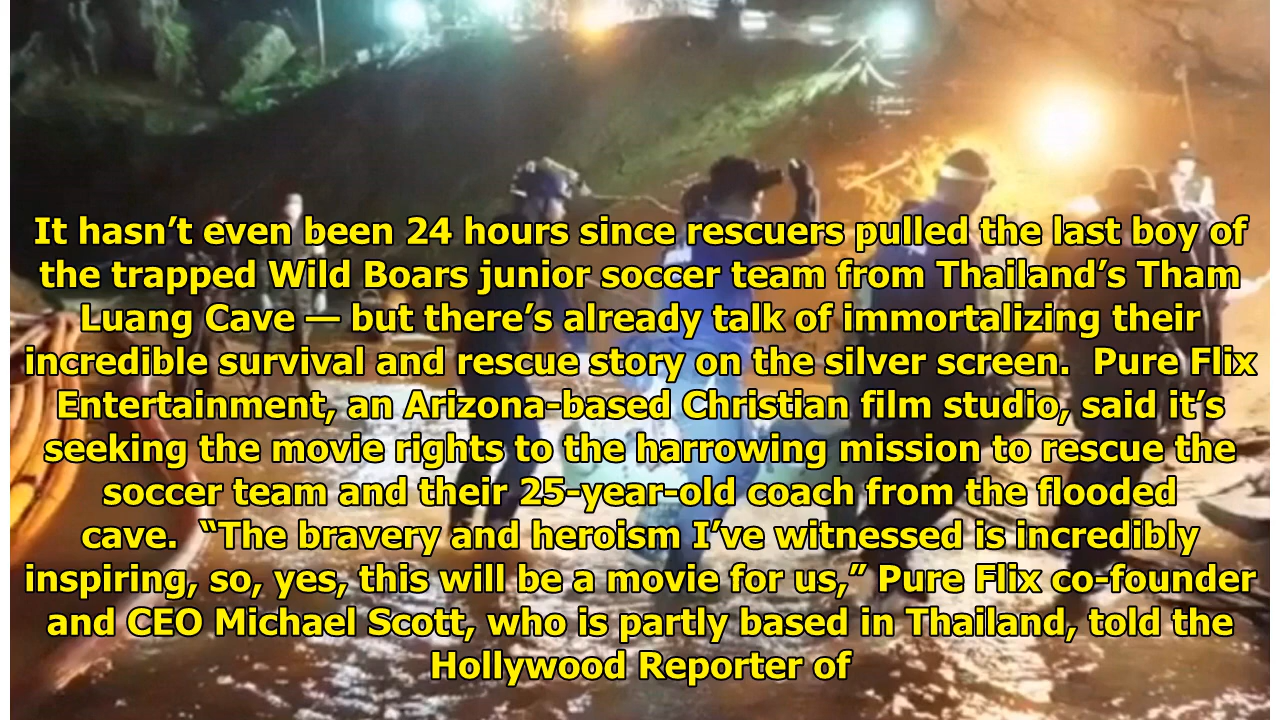 It hasn’t even been 24 hours since rescuers pulled the last boy of
the trapped Wild Boars junior soccer team from Thailand’s Tham
Luang Cave — but there’s already talk of immortalizing their
incredible survival and rescue story on the silver screen.  Pure Flix
Entertainment, an Arizona-based Christian film studio, said it’s
seeking the movie rights to the harrowing mission to rescue the
soccer team and their 25-year-old coach from the flooded
cave.  “The bravery and heroism I’ve witnessed is incredibly
inspiring, so, yes, this will be a movie for us,” Pure Flix co-founder
and CEO Michael Scott, who is partly based in Thailand, told the
Hollywood Reporter of